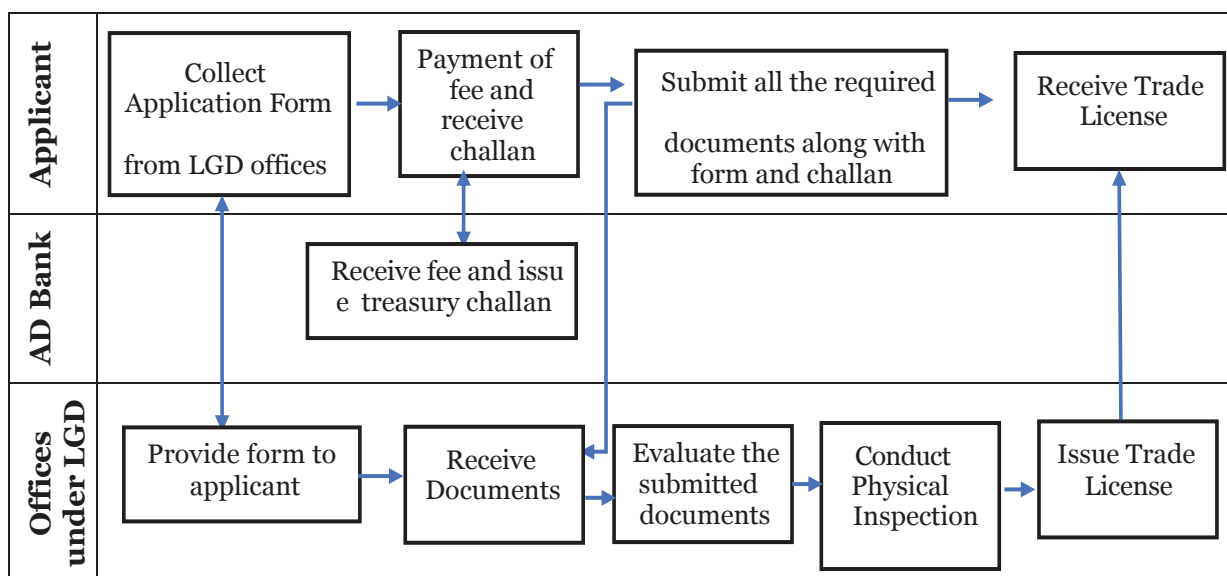 Applicant
Collect
Application Form
from LGD offices
Payment of
fee and
receive
challan
Submit all the required
documents along with
form and challan
Receive Trade
License
AD Bank
Receive fee and issu
e treasury challan
Offices
under LGD
Provide form to
applicant
Receive
Documents
Evaluate the
submitted
documents
Conduct
Physical
Inspection
Issue Trade
License